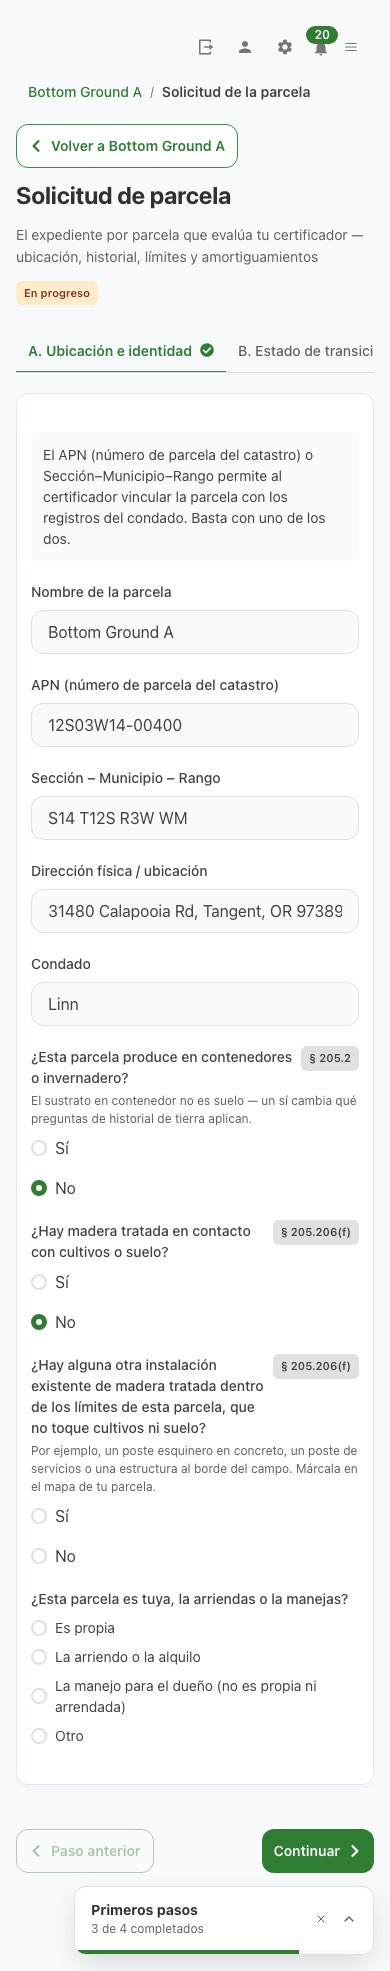 20
Bottom Ground A / Solicitud de la parcela
Volver a Bottom Ground A
Solicitud de parcela
El expediente por parcela que evalúa tu certificador —
ubicación, historial, límites y amortiguamientos
En progreso
A. Ubicación e identidad
B. Estado de transici
El APN (número de parcela del catastro) o
Sección–Municipio–Rango permite al
certificador vincular la parcela con los
registros del condado. Basta con uno de los
dos.
Nombre de la parcela
Bottom Ground A
APN (número de parcela del catastro)
12S03W14-00400
Sección – Municipio – Rango
S14 T12S R3W WM
Dirección física / ubicación
31480 Calapooia Rd, Tangent, OR 97389
Condado
Linn
¿Esta parcela produce en contenedores
o invernadero?
§ 205.2
El sustrato en contenedor no es suelo — un sí cambia qué
preguntas de historial de tierra aplican.
Sí
No
¿Hay madera tratada en contacto
con cultivos o suelo?
§ 205.206(f)
Sí
No
¿Hay alguna otra instalación
existente de madera tratada dentro
de los límites de esta parcela, que
no toque cultivos ni suelo?
§ 205.206(f)
Por ejemplo, un poste esquinero en concreto, un poste de
servicios o una estructura al borde del campo. Márcala en
el mapa de tu parcela.
Sí
No
¿Esta parcela es tuya, la arriendas o la manejas?
Es propia
La arriendo o la alquilo
La manejo para el dueño (no es propia ni
arrendada)
Otro
Paso anterior
Continuar
Primeros pasos
3 de 4 completados